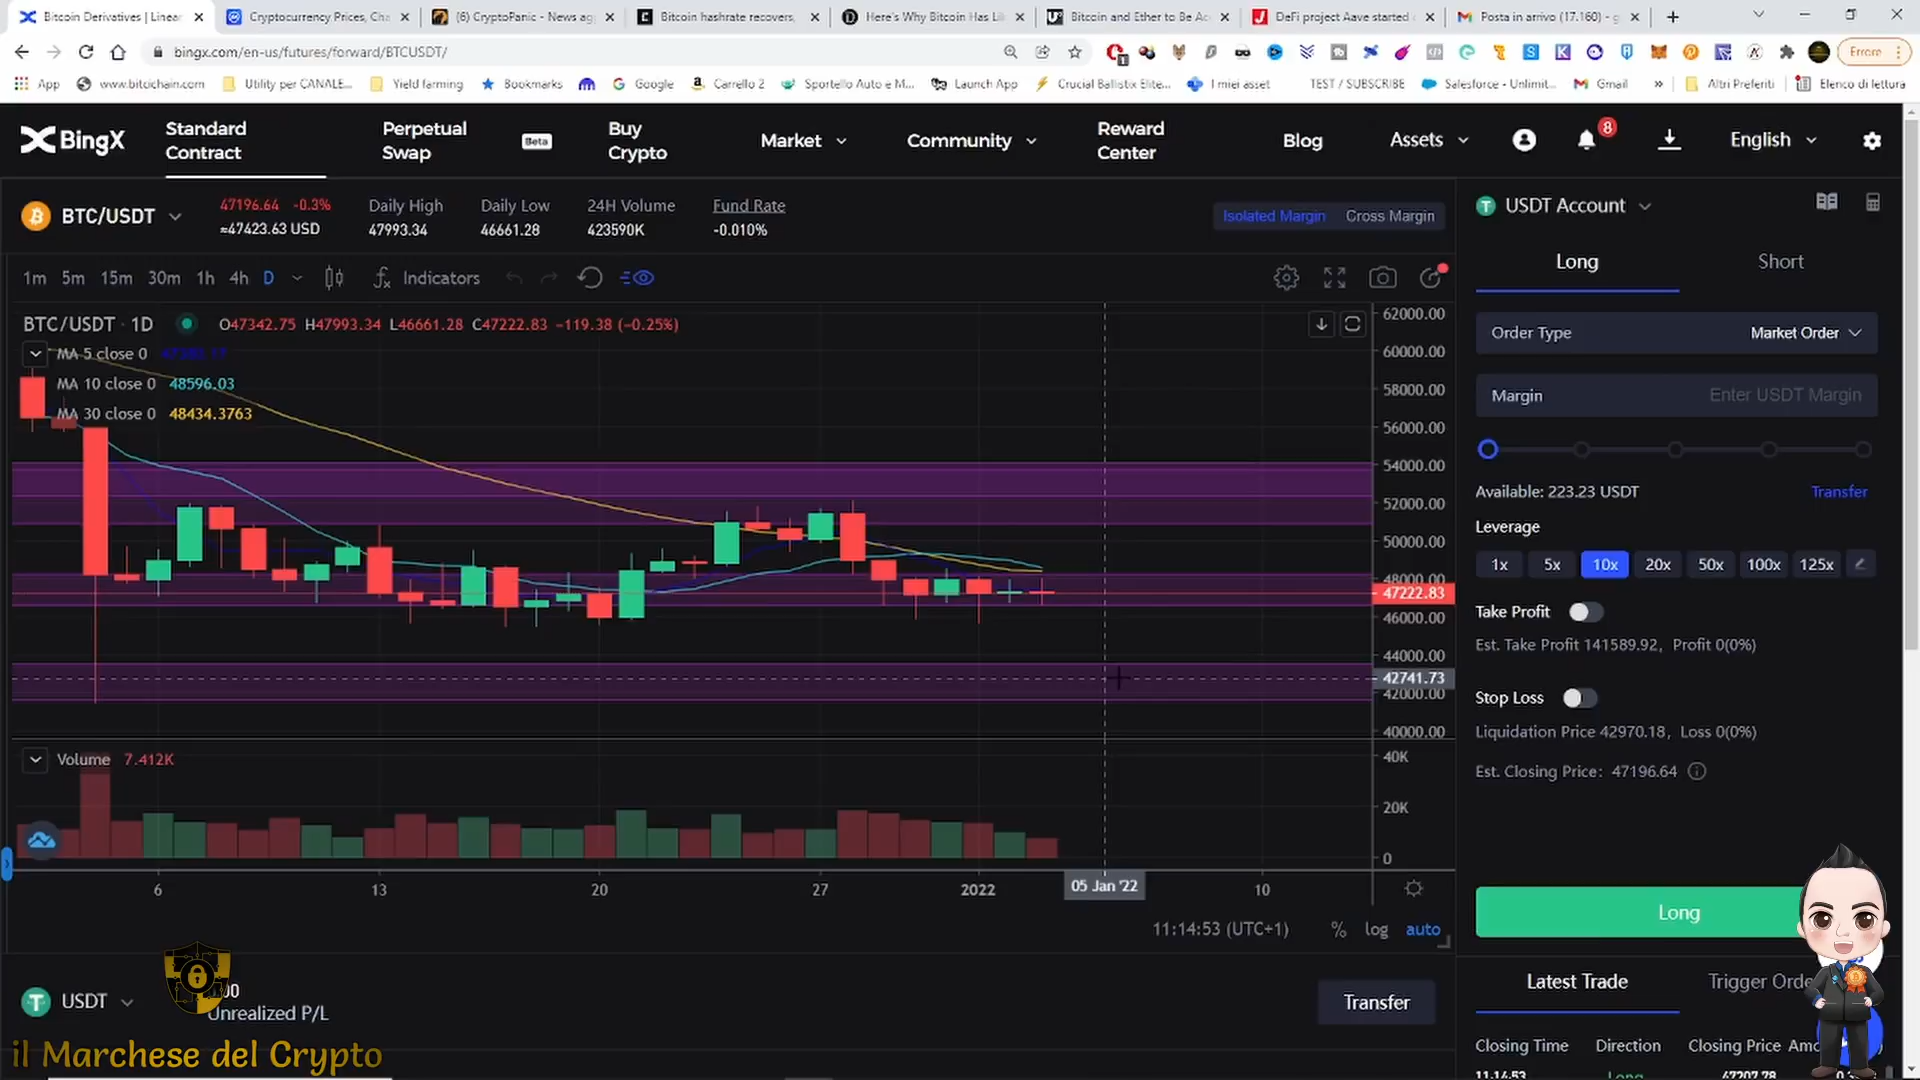 Bitcoin Derivatives | Linear
Cryptocurrency Prices, Cha
(6) CryptoPanic - News ag
Bitcoin hashrate recovers,
Here's Why Bitcoin Has Lik
Bitcoin and Ether to Be Ac
DeFi project Aave started
Posta in arrivo (17.160) - g
bingx.com/en-us/futures/forward/BTCUSDT/
Errore
App
www.bitcichain.com
Utility per CANALE...
Yield farming
Bookmarks
Google
Carrello 2
Sportello Auto e M...
Launch App
Crucial Ballistix Elite...
I miei asset
TEST / SUBSCRIBE
Salesforce - Unlimit...
Gmail
»
Altri Preferiti
Elenco di lettura
BingX
Standard Contract
Perpetual Swap
Beta
Buy Crypto
Market
Community
Reward Center
Blog
Assets
8
English
BTC/USDT
47196.64 -0.3%
≈47423.63 USD
Daily High
47993.34
Daily Low
46661.28
24H Volume
423590K
Fund Rate
-0.010%
Isolated Margin
Cross Margin
USDT Account
1m 5m 15m 30m 1h 4h D
Indicators
Long
Short
BTC/USDT · 1D
O47342.75 H47993.34 L46661.28 C47222.83 −119.38 (−0.25%)
MA 5 close 0
MA 10 close 0 48596.03
MA 30 close 0 48434.3763
62000.00
60000.00
58000.00
56000.00
54000.00
52000.00
50000.00
48000.00
47222.83
46000.00
44000.00
42741.73
42000.00
40000.00
Volume 7.412K
40K
20K
0
6
13
20
27
2022
05 Jan '22
10
11:14:53 (UTC+1)
%
log
auto
Order Type
Market Order
Margin
Enter USDT Margin
Available: 223.23 USDT
Transfer
Leverage
1x 5x 10x 20x 50x 100x 125x
Take Profit
Est. Take Profit 141589.92, Profit 0(0%)
Stop Loss
Liquidation Price 42970.18, Loss 0(0%)
Est. Closing Price: 47196.64
Long
Latest Trade
Trigger Orde
Closing Time
Direction
Closing Price
Amo
11:14:53
Long
47207.78
USDT
Unrealized P/L
Transfer
il Marchese del Crypto